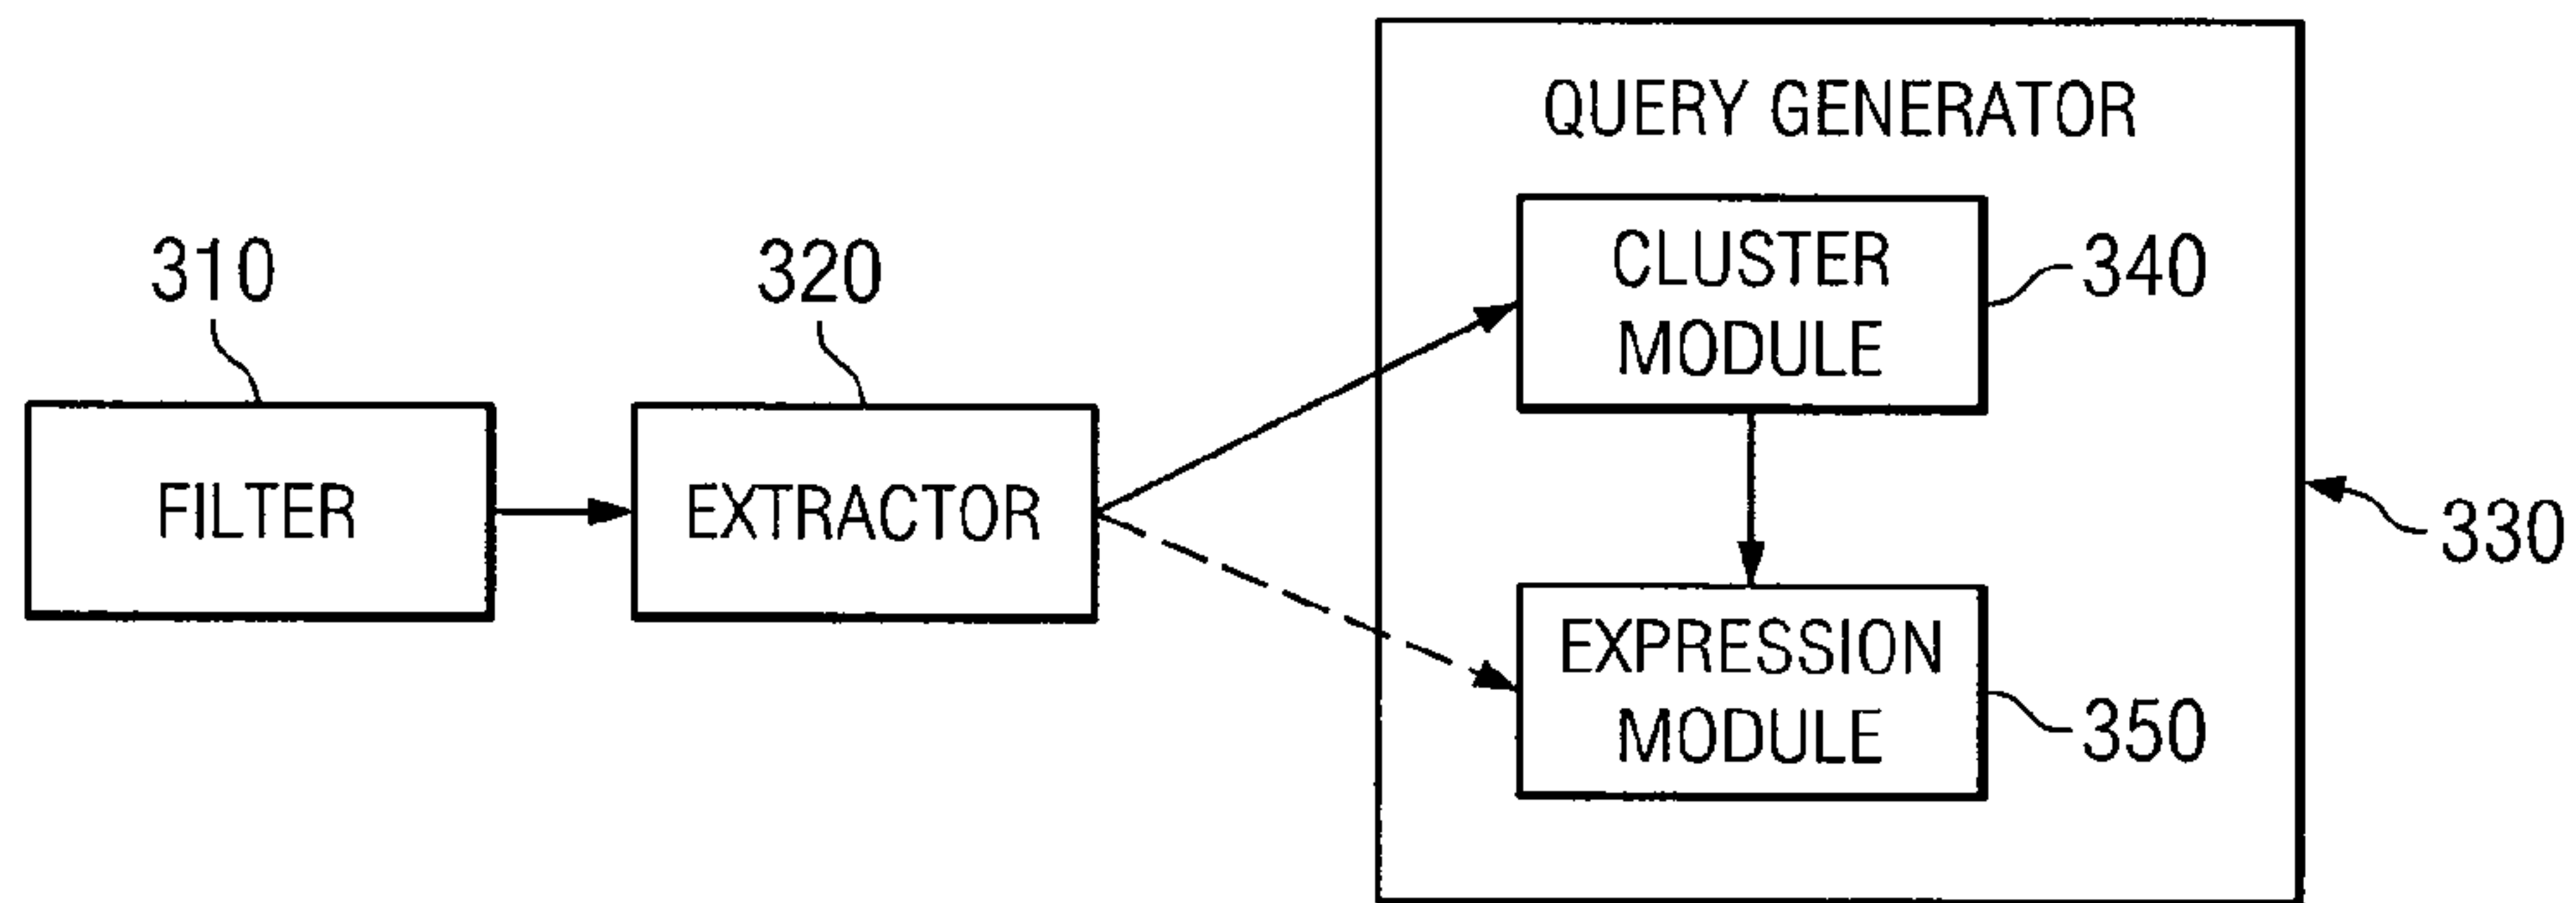 310
FILTER
320
EXTRACTOR
QUERY GENERATOR
CLUSTER
MODULE
340
EXPRESSION
MODULE
350
330